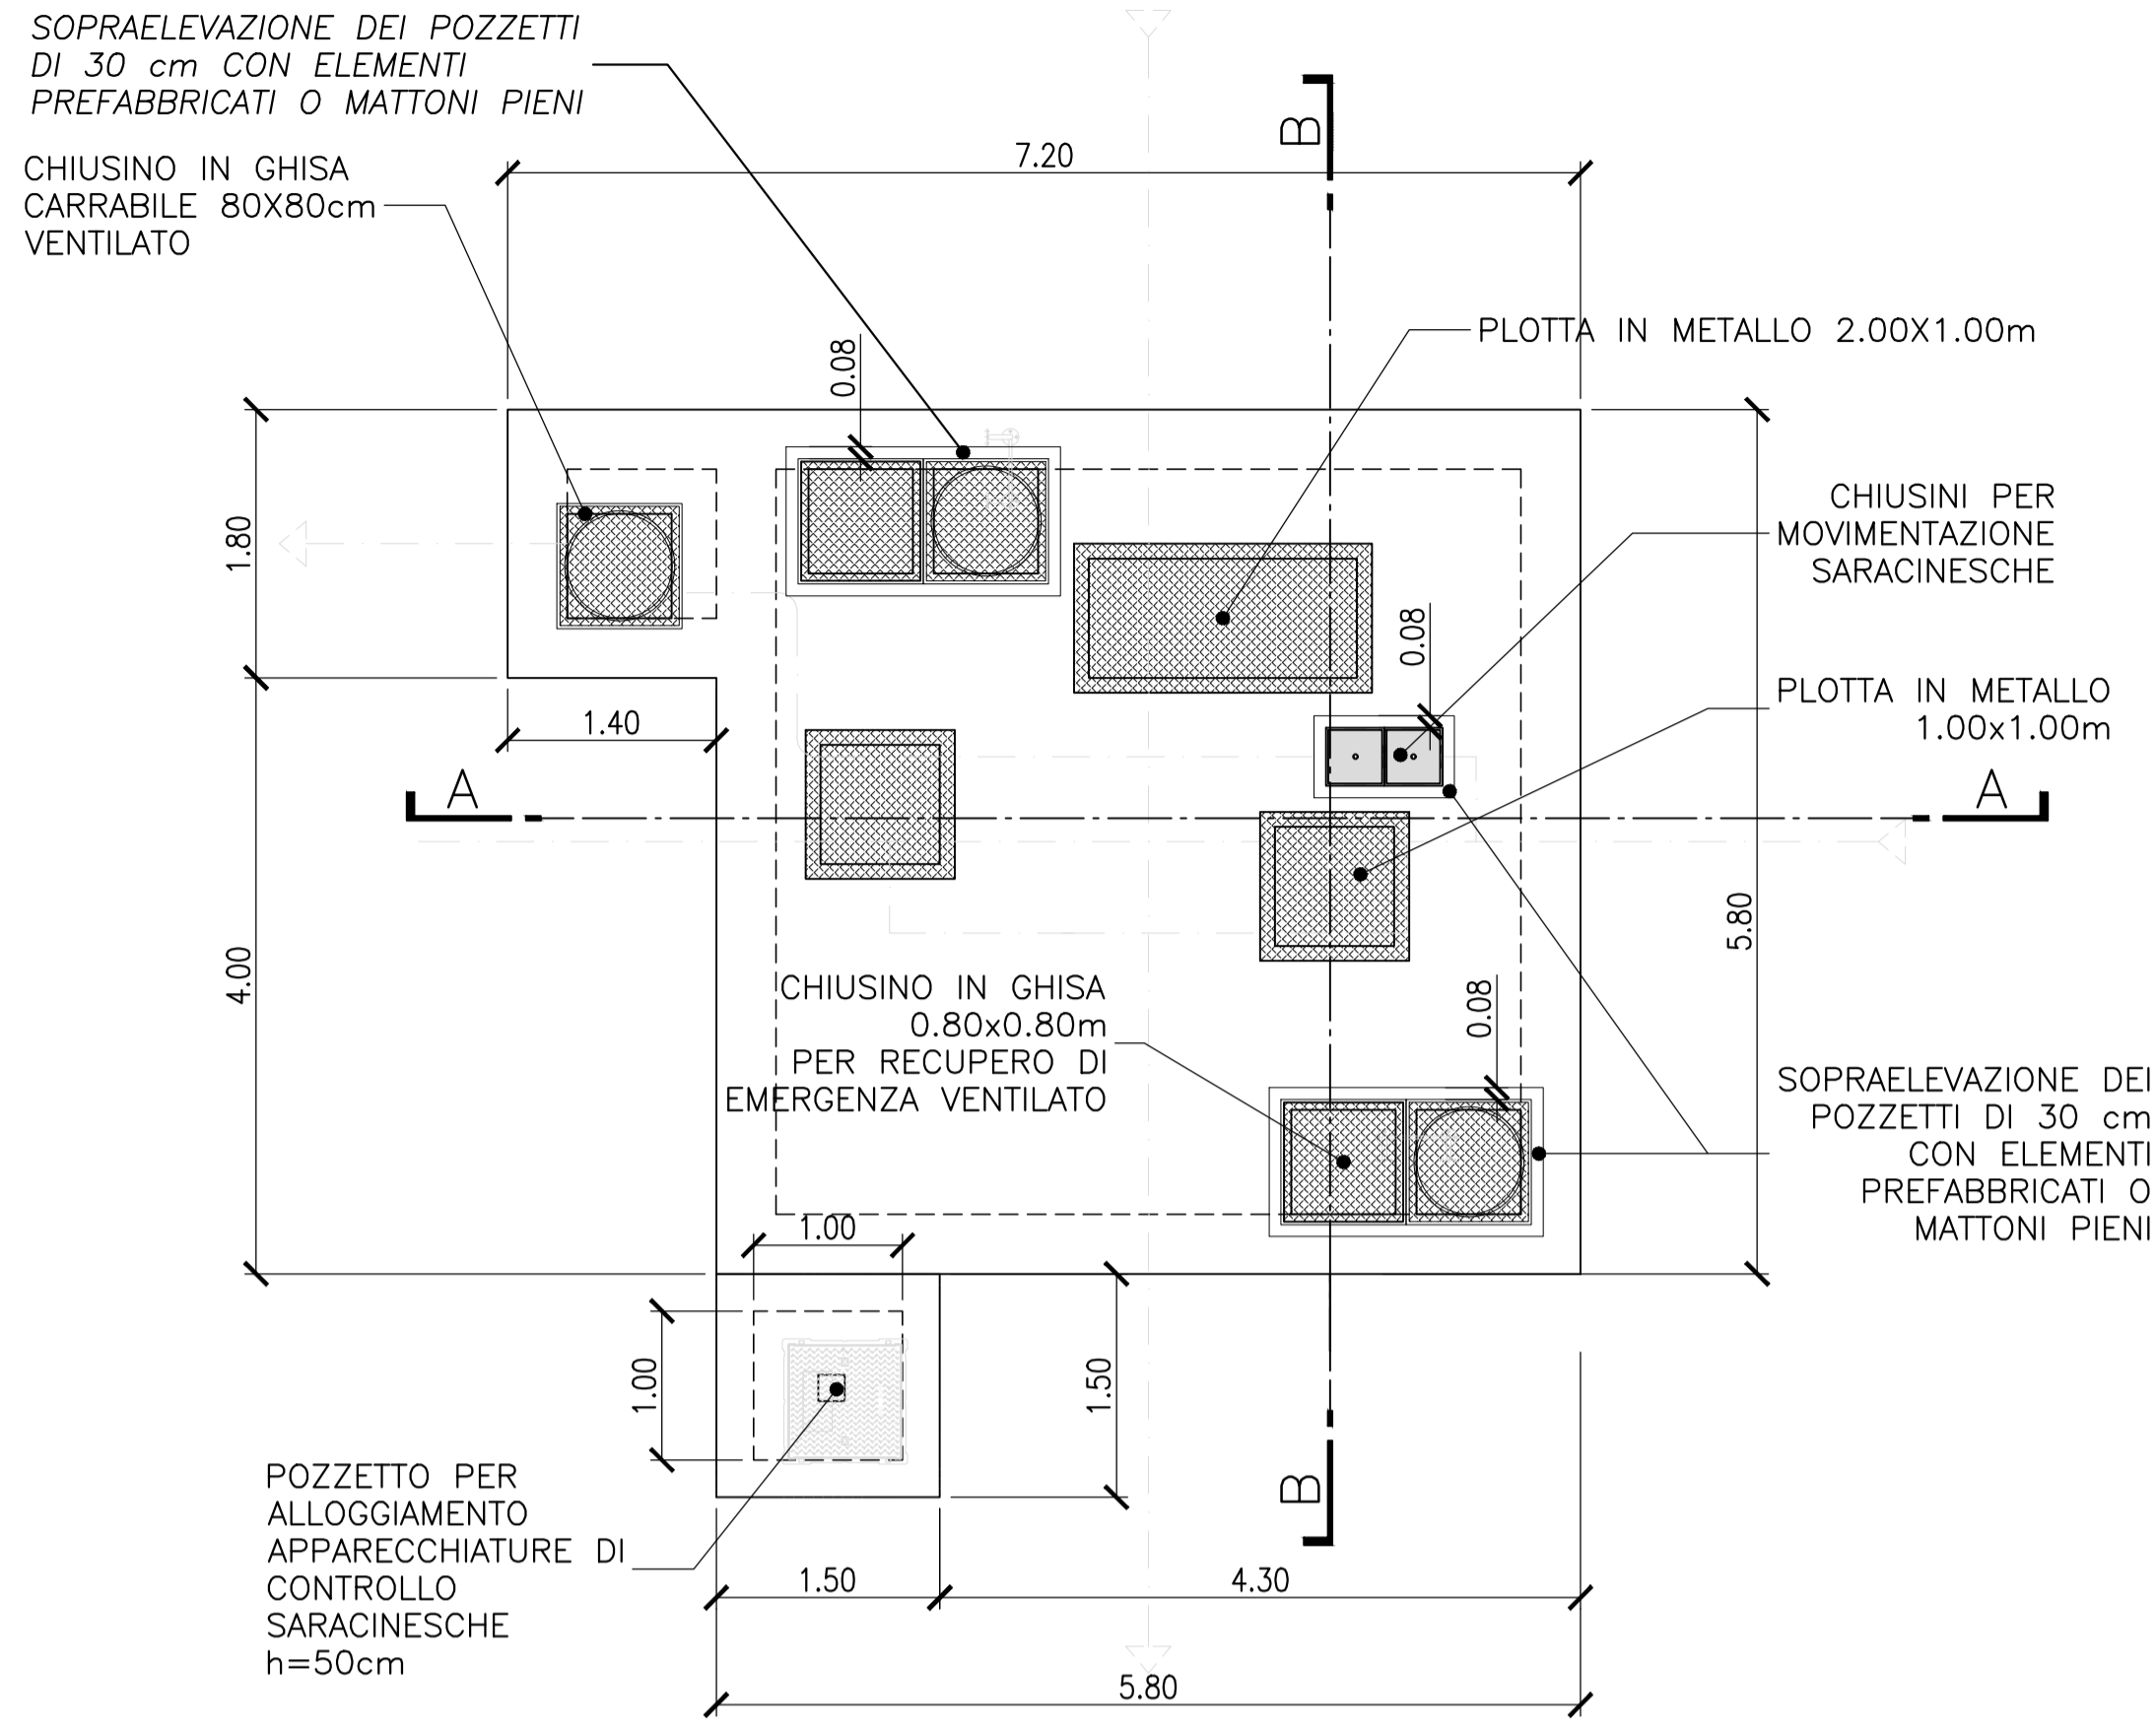 SOPRAELEVAZIONE DEI POZZETTI
DI 30 cm CON ELEMENTI
PREFABBRICATI O MATTONI PIENI
CHIUSINO IN GHISA
CARRABILE 80X80cm
VENTILATO
B
7.20
PLOTTA IN METALLO 2.00X1.00m
0.08
CHIUSINI PER
MOVIMENTAZIONE
SARACINESCHE
1.80
0.08
PLOTTA IN METALLO
1.00x1.00m
1.40
A
A
5.80
4.00
CHIUSINO IN GHISA
0.80x0.80m
PER RECUPERO DI
EMERGENZA VENTILATO
0.08
SOPRAELEVAZIONE DEI
POZZETTI DI 30 cm
CON ELEMENTI
PREFABBRICATI O
MATTONI PIENI
1.00
1.00
1.50
B
POZZETTO PER
ALLOGGIAMENTO
APPARECCHIATURE DI
CONTROLLO
SARACINESCHE
h=50cm
1.50
4.30
5.80